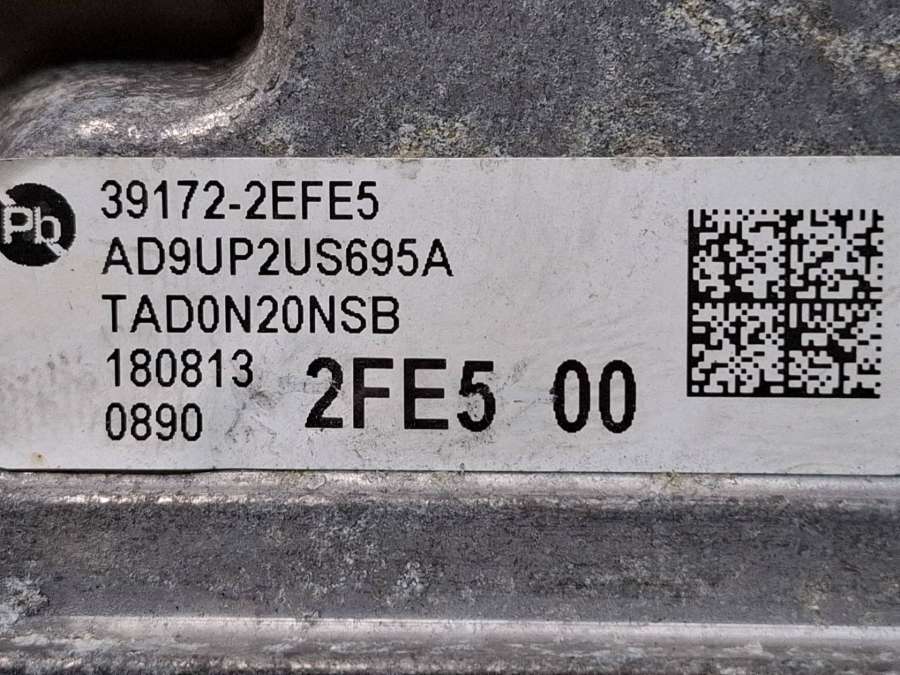 Pb
39172-2EFE5
AD9UP2US695A
TAD0N20NSB
180813
0890
2FE5 00